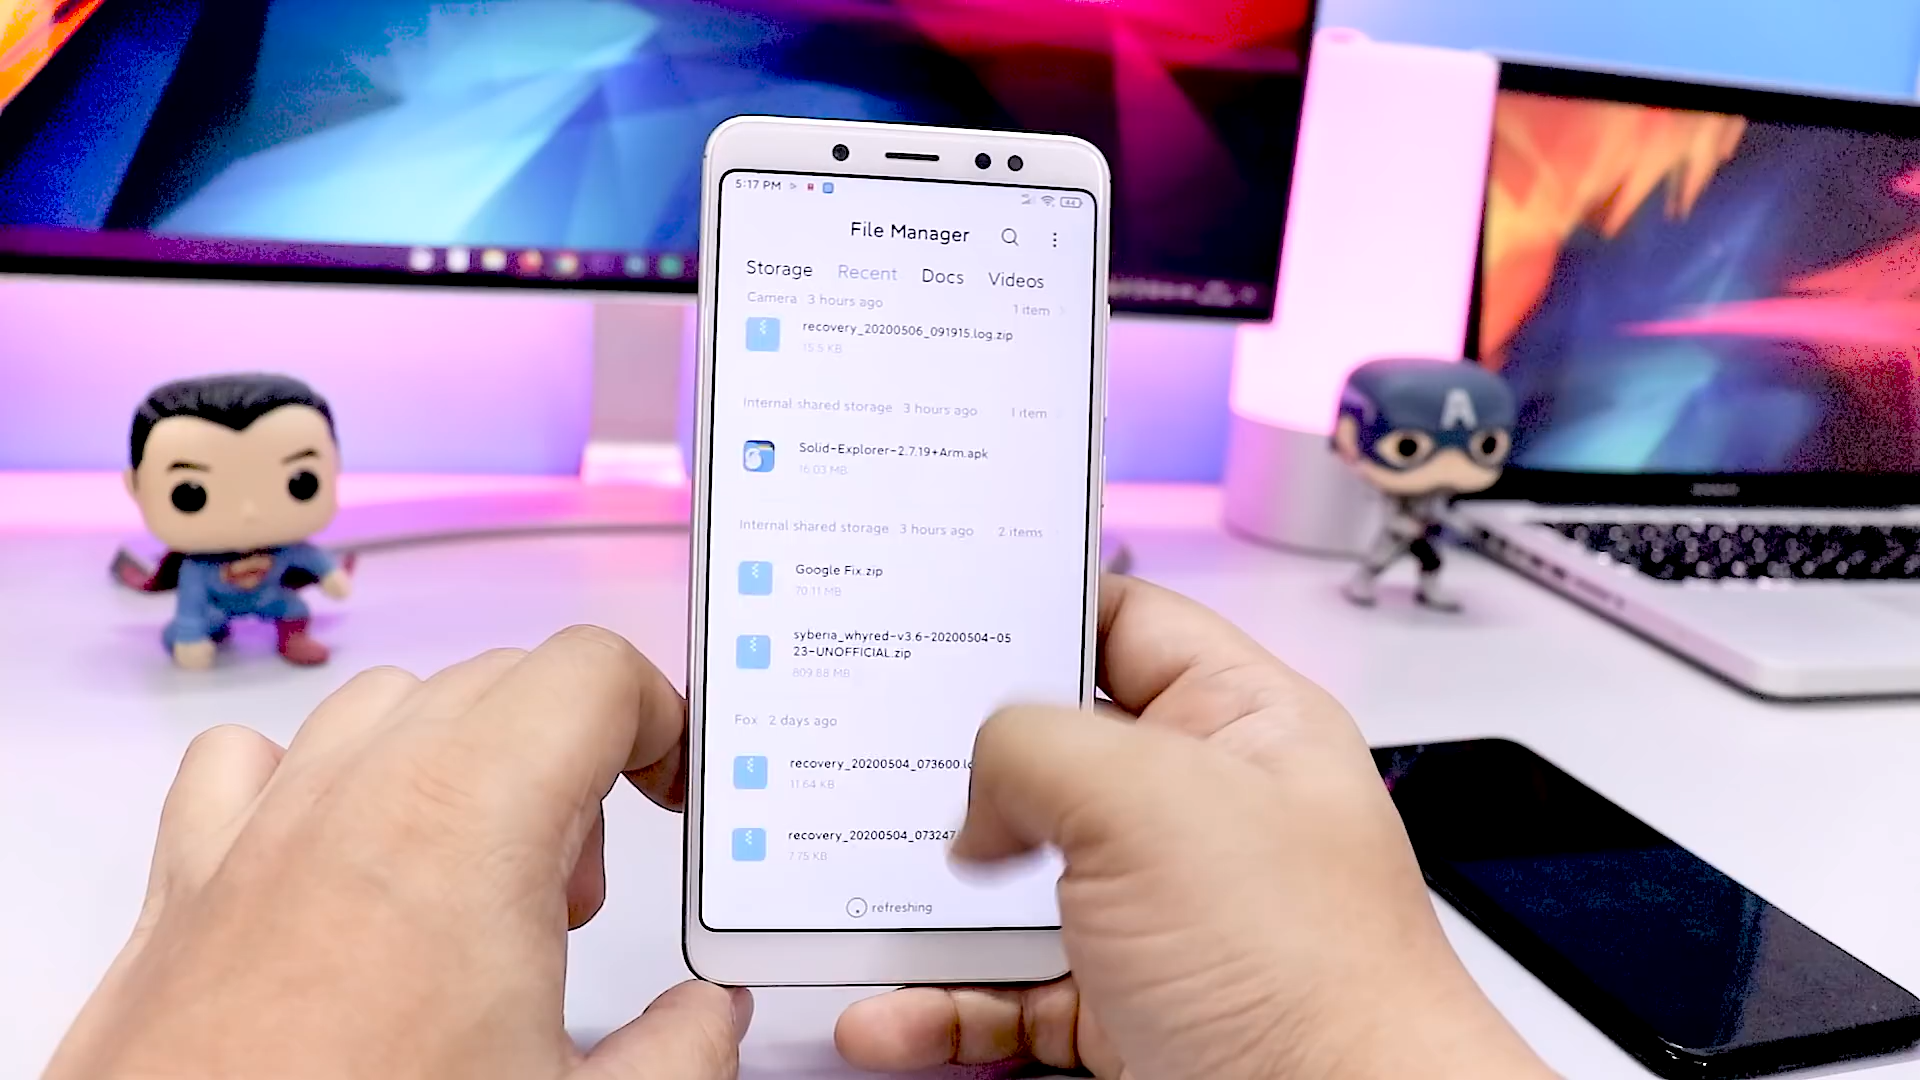 5:17 PM
44
File Manager
Storage Recent Docs Videos
Camera 3 hours ago 1 item
recovery_20200506_091915.log.zip
15.5 KB
Internal shared storage 3 hours ago 1 item
Solid-Explorer-2.7.19+Arm.apk
16.03 MB
Internal shared storage 3 hours ago 2 items
Google Fix.zip
70.11 MB
syberia_whyred-v3.6-20200504-05
23-UNOFFICIAL.zip
809.88 MB
Fox 2 days ago
recovery_20200504_073600.lo
11.64 KB
recovery_20200504_073247
7.75 KB
refreshing
A